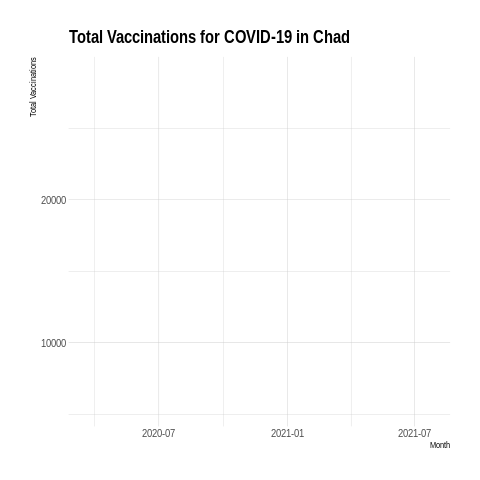 Total Vaccinations for COVID-19 in Chad
Total Vaccinations
20000
10000
2020-07 2021-01 2021-07
Month